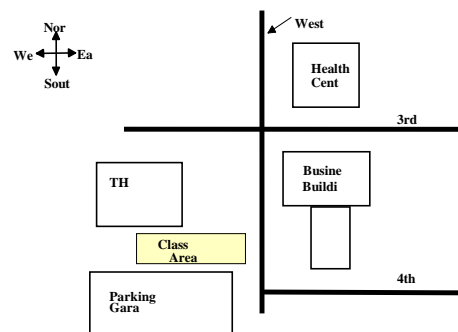 Nor
We
Ea
Sout
West
Health
Cent
3rd
TH
Busine
Buildi
Class
Area
Parking
Gara
4th